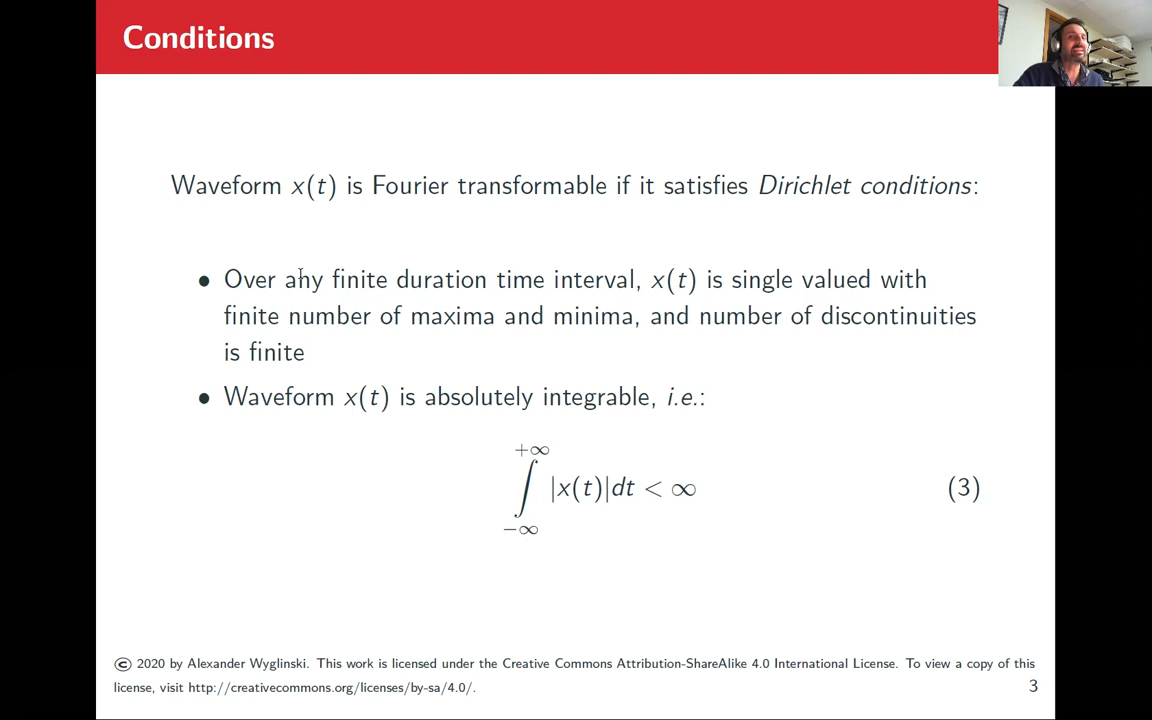 Conditions
Waveform x(t) is Fourier transformable if it satisfies Dirichlet conditions:
• Over any finite duration time interval, x(t) is single valued with
finite number of maxima and minima, and number of discontinuities
is finite
• Waveform x(t) is absolutely integrable, i.e.:
+∞
∫ |x(t)|dt < ∞ (3)
−∞
© 2020 by Alexander Wyglinski. This work is licensed under the Creative Commons Attribution-ShareAlike 4.0 International License. To view a copy of this
license, visit http://creativecommons.org/licenses/by-sa/4.0/.
3